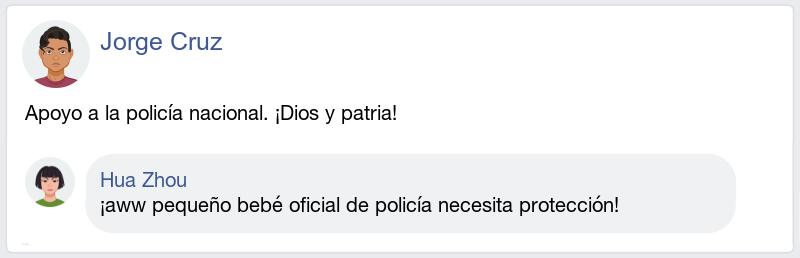 Jorge Cruz
Apoyo a la policía nacional. ¡Dios y patria!
Hua Zhou
¡aww pequeño bebé oficial de policía necesita protección!